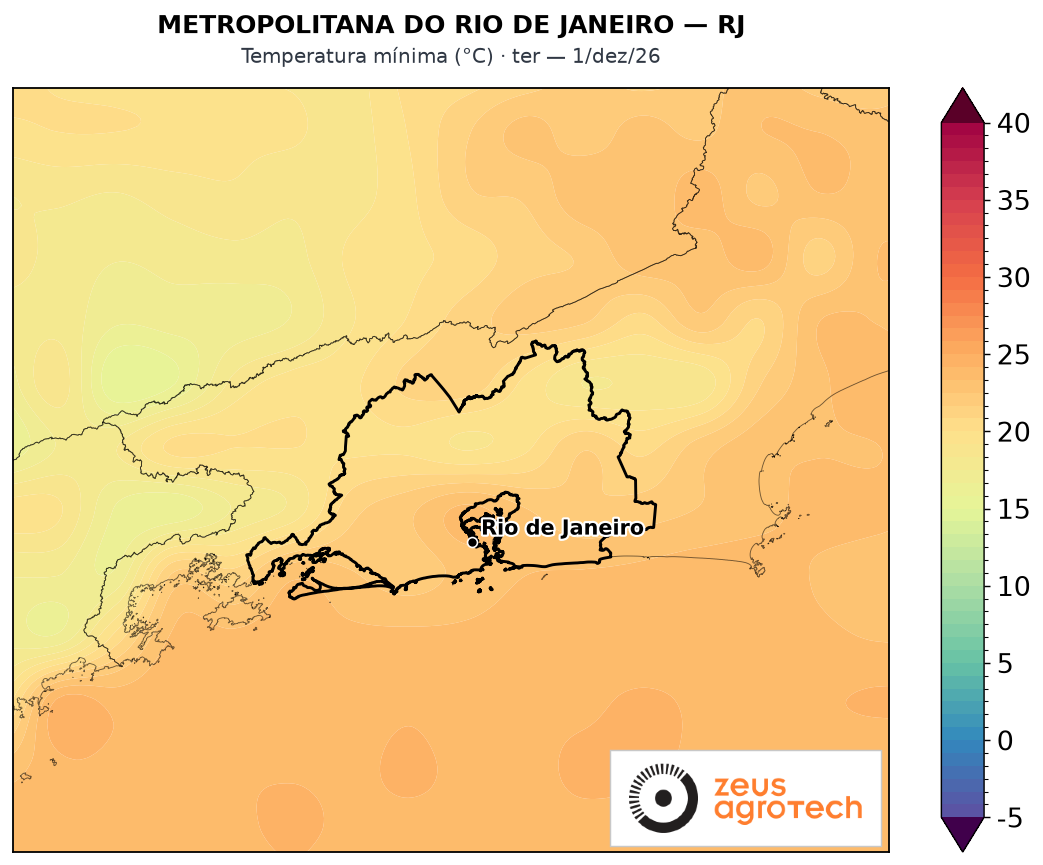 METROPOLITANA DO RIO DE JANEIRO — RJ
Temperatura mínima (°C) · ter — 1/dez/26
40
35
30
25
20
15
10
5
0
-5
Rio de Janeiro
zeus
agrotech